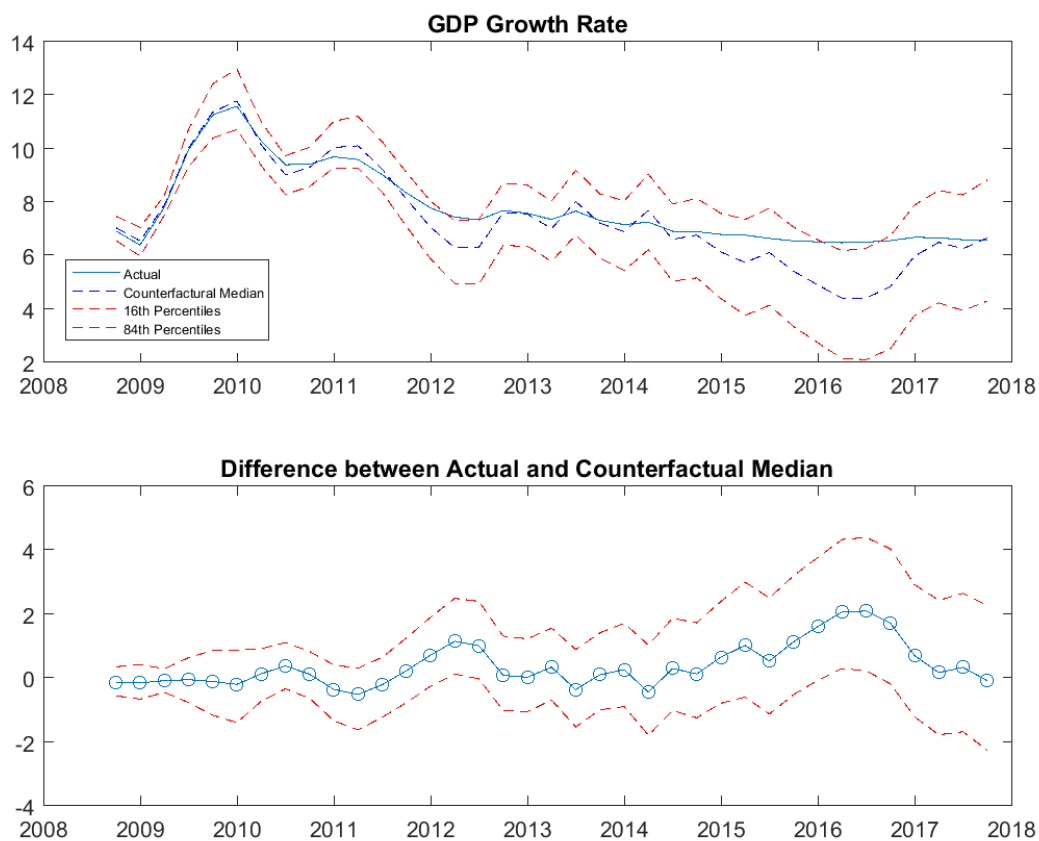 GDP Growth Rate
14
12
10
8
6
4
2
Actual
Counterfactural Median
16th Percentiles
84th Percentiles
2008 2009 2010 2011 2012 2013 2014 2015 2016 2017 2018
Difference between Actual and Counterfactual Median
6
4
2
0
-2
-4
2008 2009 2010 2011 2012 2013 2014 2015 2016 2017 2018